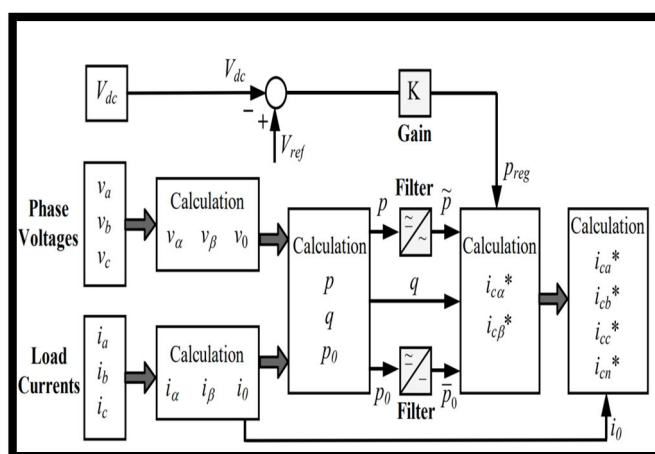 V_dc
V_dc
V_ref
K
Gain
p_reg
Phase
Voltages
v_a
v_b
v_c
Calculation
v_α v_β v_0
Calculation
p
q
p_0
p
Filter
p̃
q
p_0
Filter
p̄_0
Calculation
i_cα*
i_cβ*
Calculation
i_ca*
i_cb*
i_cc*
i_cn*
Load
Currents
i_a
i_b
i_c
Calculation
i_α i_β i_0
i_0